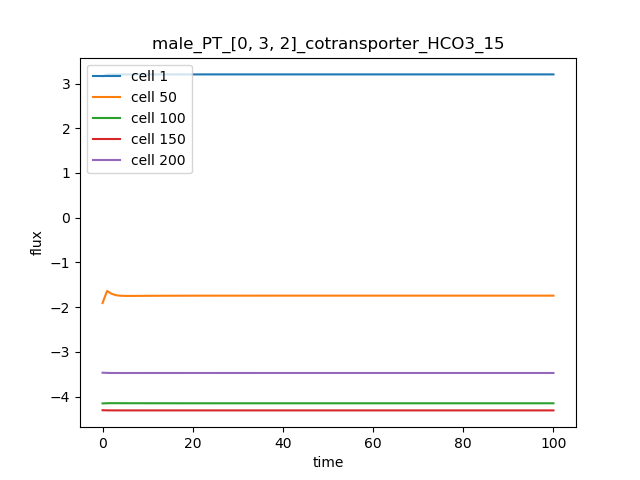 male_PT_[0, 3, 2]_cotransporter_HCO3_15
cell 1
cell 50
cell 100
cell 150
cell 200
3
2
1
0
−1
−2
−3
−4
flux
0 20 40 60 80 100
time